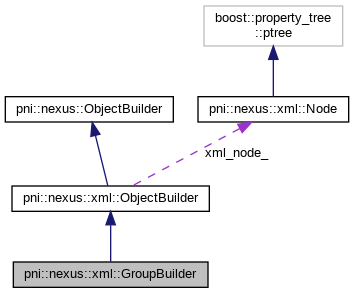 boost::property_tree
::ptree
pni::nexus::ObjectBuilder
pni::nexus::xml::Node
xml_node_
pni::nexus::xml::ObjectBuilder
pni::nexus::xml::GroupBuilder